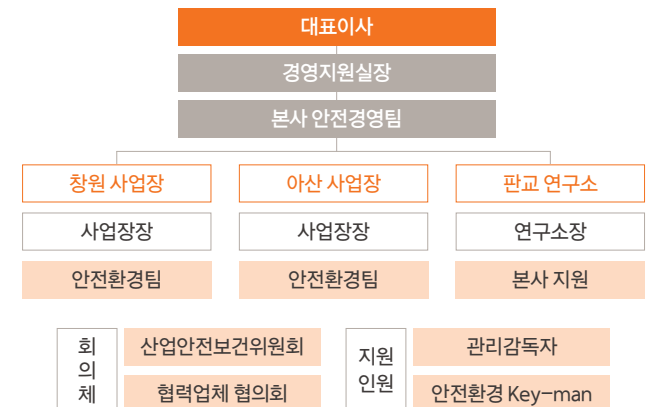 대표이사
경영지원실장
본사 안전경영팀
창원 사업장
아산 사업장
판교 연구소
사업장장
사업장장
연구소장
안전환경팀
안전환경팀
본사 지원
회
의
체
산업안전보건위원회
협력업체 협의회
지원
인원
관리감독자
안전환경 Key-man